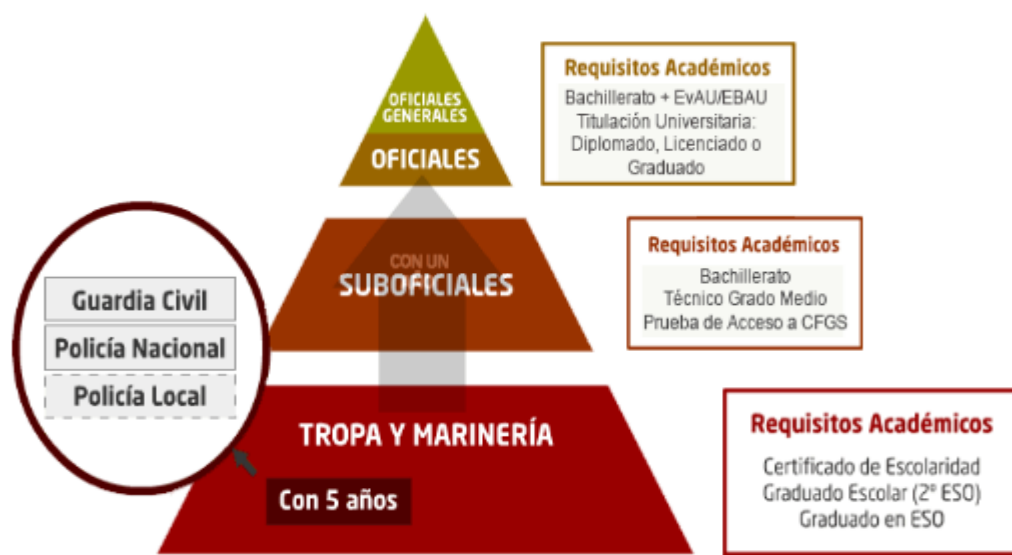 OFICIALES
GENERALES
OFICIALES
Requisitos Académicos
Bachillerato + EvAU/EBAU
Titulación Universitaria:
Diplomado, Licenciado o
Graduado
CON UN
SUBOFICIALES
Requisitos Académicos
Bachillerato
Técnico Grado Medio
Prueba de Acceso a CFGS
Guardia Civil
Policía Nacional
Policía Local
TROPA Y MARINERÍA
Con 5 años
Requisitos Académicos
Certificado de Escolaridad
Graduado Escolar (2º ESO)
Graduado en ESO